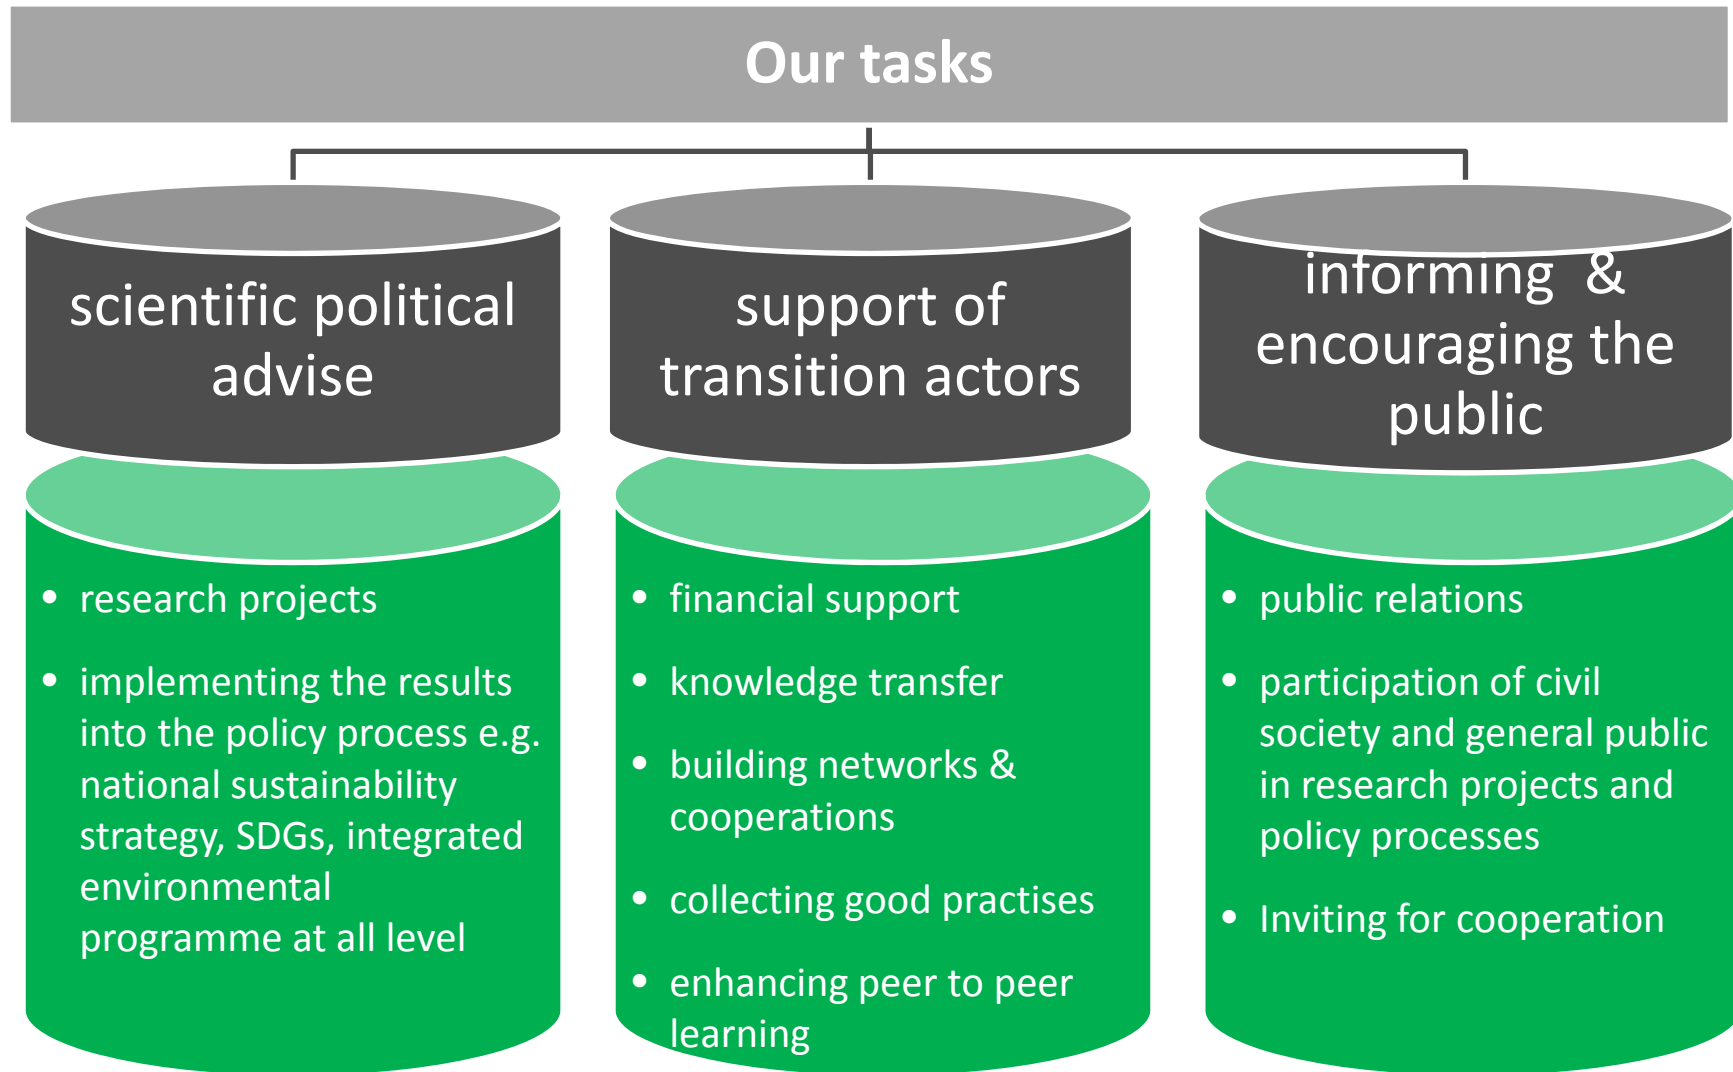 Our tasks
scientific political
advise
• research projects
• implementing the results
into the policy process e.g.
national sustainability
strategy, SDGs, integrated
environmental
programme at all level
support of
transition actors
• financial support
• knowledge transfer
• building networks &
cooperations
• collecting good practises
• enhancing peer to peer
learning
informing & 
encouraging the
public
• public relations
• participation of civil
society and general public
in research projects and
policy processes
• Inviting for cooperation